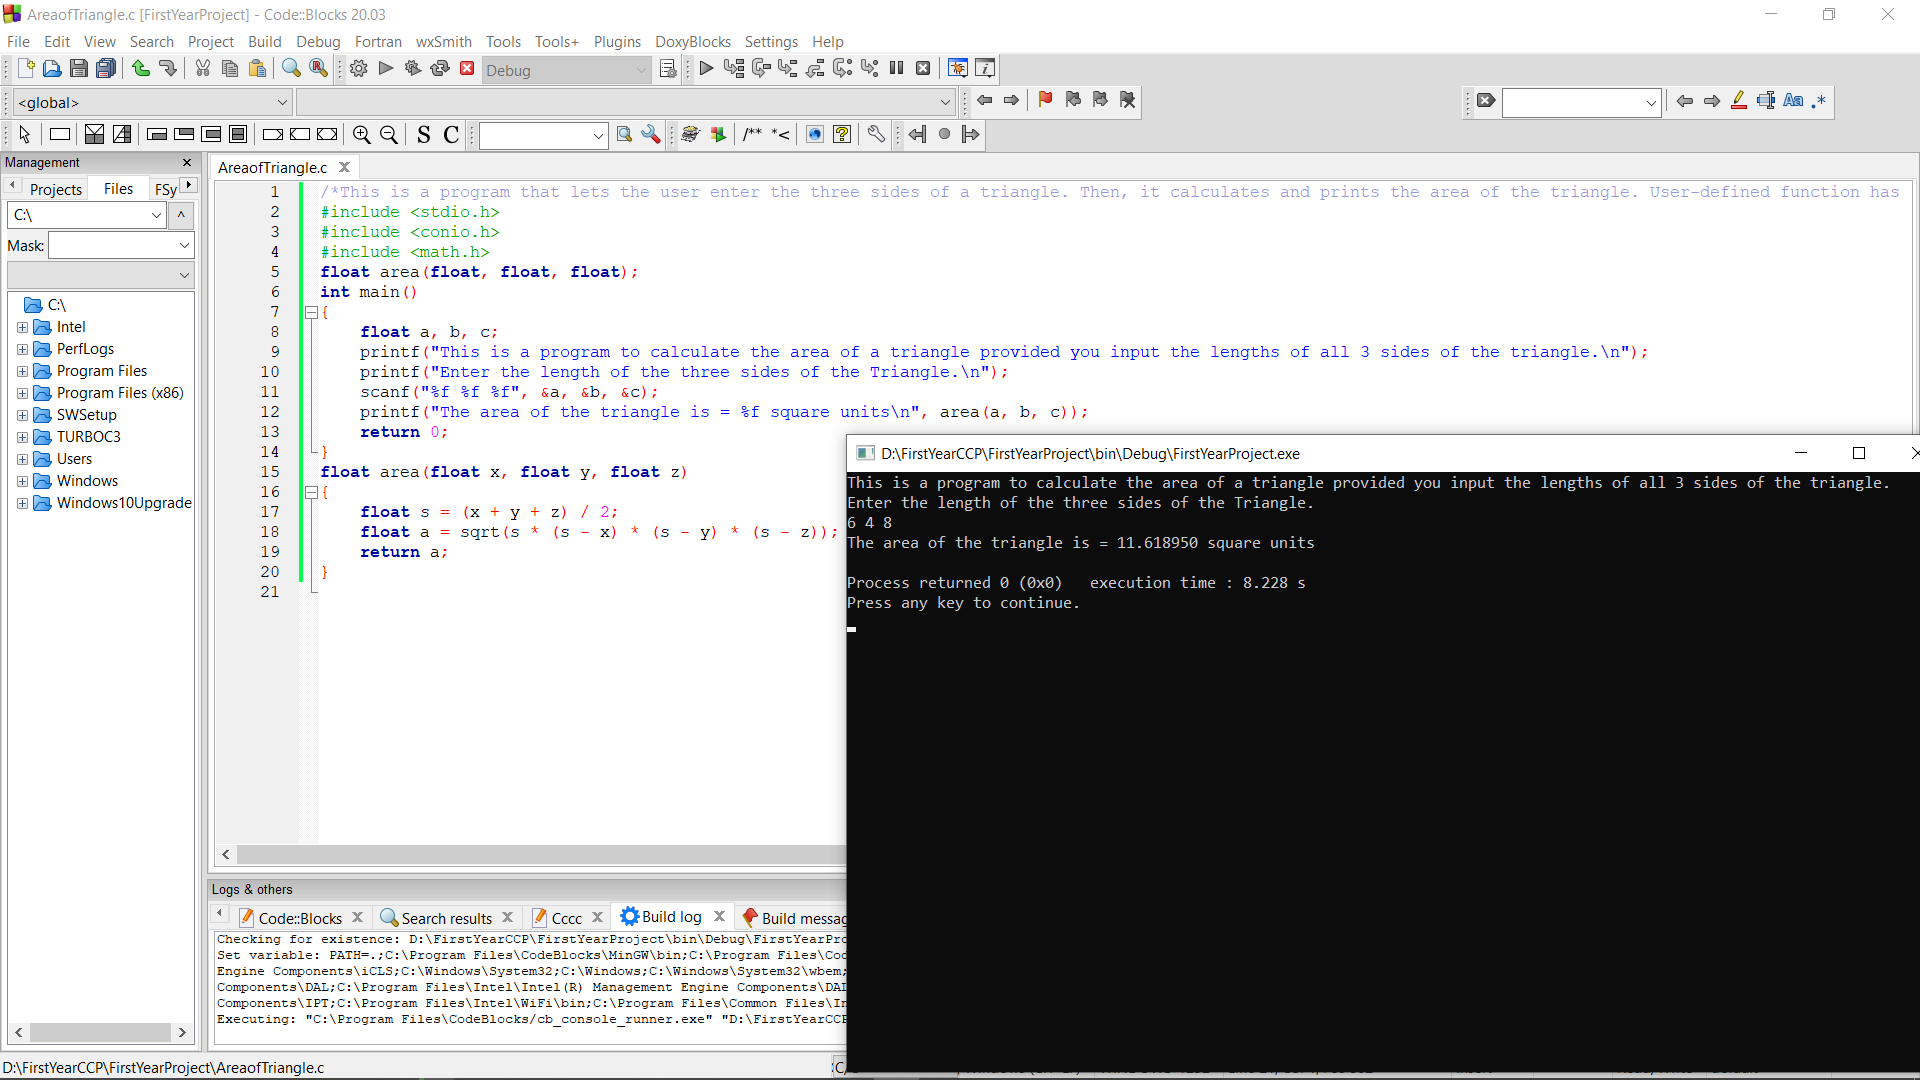 AreaofTriangle.c [FirstYearProject] - Code::Blocks 20.03
File Edit View Search Project Build Debug Fortran wxSmith Tools Tools+ Plugins DoxyBlocks Settings Help
Debug
<global>
Aa .*
S C
/** *<
Management
Projects Files FSy
AreaofTriangle.c
C:\
Mask:
C:\
Intel
PerfLogs
Program Files
Program Files (x86)
SWSetup
TURBOC3
Users
Windows
Windows10Upgrade
1 /*This is a program that lets the user enter the three sides of a triangle. Then, it calculates and prints the area of the triangle. User-defined function has
2 #include <stdio.h>
3 #include <conio.h>
4 #include <math.h>
5 float area(float, float, float);
6 int main()
7 {
8 float a, b, c;
9 printf("This is a program to calculate the area of a triangle provided you input the lengths of all 3 sides of the triangle.\n");
10 printf("Enter the length of the three sides of the Triangle.\n");
11 scanf("%f %f %f", &a, &b, &c);
12 printf("The area of the triangle is = %f square units\n", area(a, b, c));
13 return 0;
14 }
15 float area(float x, float y, float z)
16 {
17 float s = (x + y + z) / 2;
18 float a = sqrt(s * (s - x) * (s - y) * (s - z));
19 return a;
20 }
21
D:\FirstYearCCP\FirstYearProject\bin\Debug\FirstYearProject.exe
This is a program to calculate the area of a triangle provided you input the lengths of all 3 sides of the triangle.
Enter the length of the three sides of the Triangle.
6 4 8
The area of the triangle is = 11.618950 square units
Process returned 0 (0x0) execution time : 8.228 s
Press any key to continue.
Logs & others
Code::Blocks Search results Cccc Build log Build messag
Checking for existence: D:\FirstYearCCP\FirstYearProject\bin\Debug\FirstYearPro
Set variable: PATH=.;C:\Program Files\CodeBlocks\MinGW\bin;C:\Program Files\Cod
Engine Components\iCLS;C:\Windows\System32;C:\Windows;C:\Windows\System32\wbem;
Components\DAL;C:\Program Files\Intel\Intel(R) Management Engine Components\DAL
Components\IPT;C:\Program Files\Intel\WiFi\bin;C:\Program Files\Common Files\In
Executing: "C:\Program Files\CodeBlocks/cb_console_runner.exe" "D:\FirstYearCCP
D:\FirstYearCCP\FirstYearProject\AreaofTriangle.c